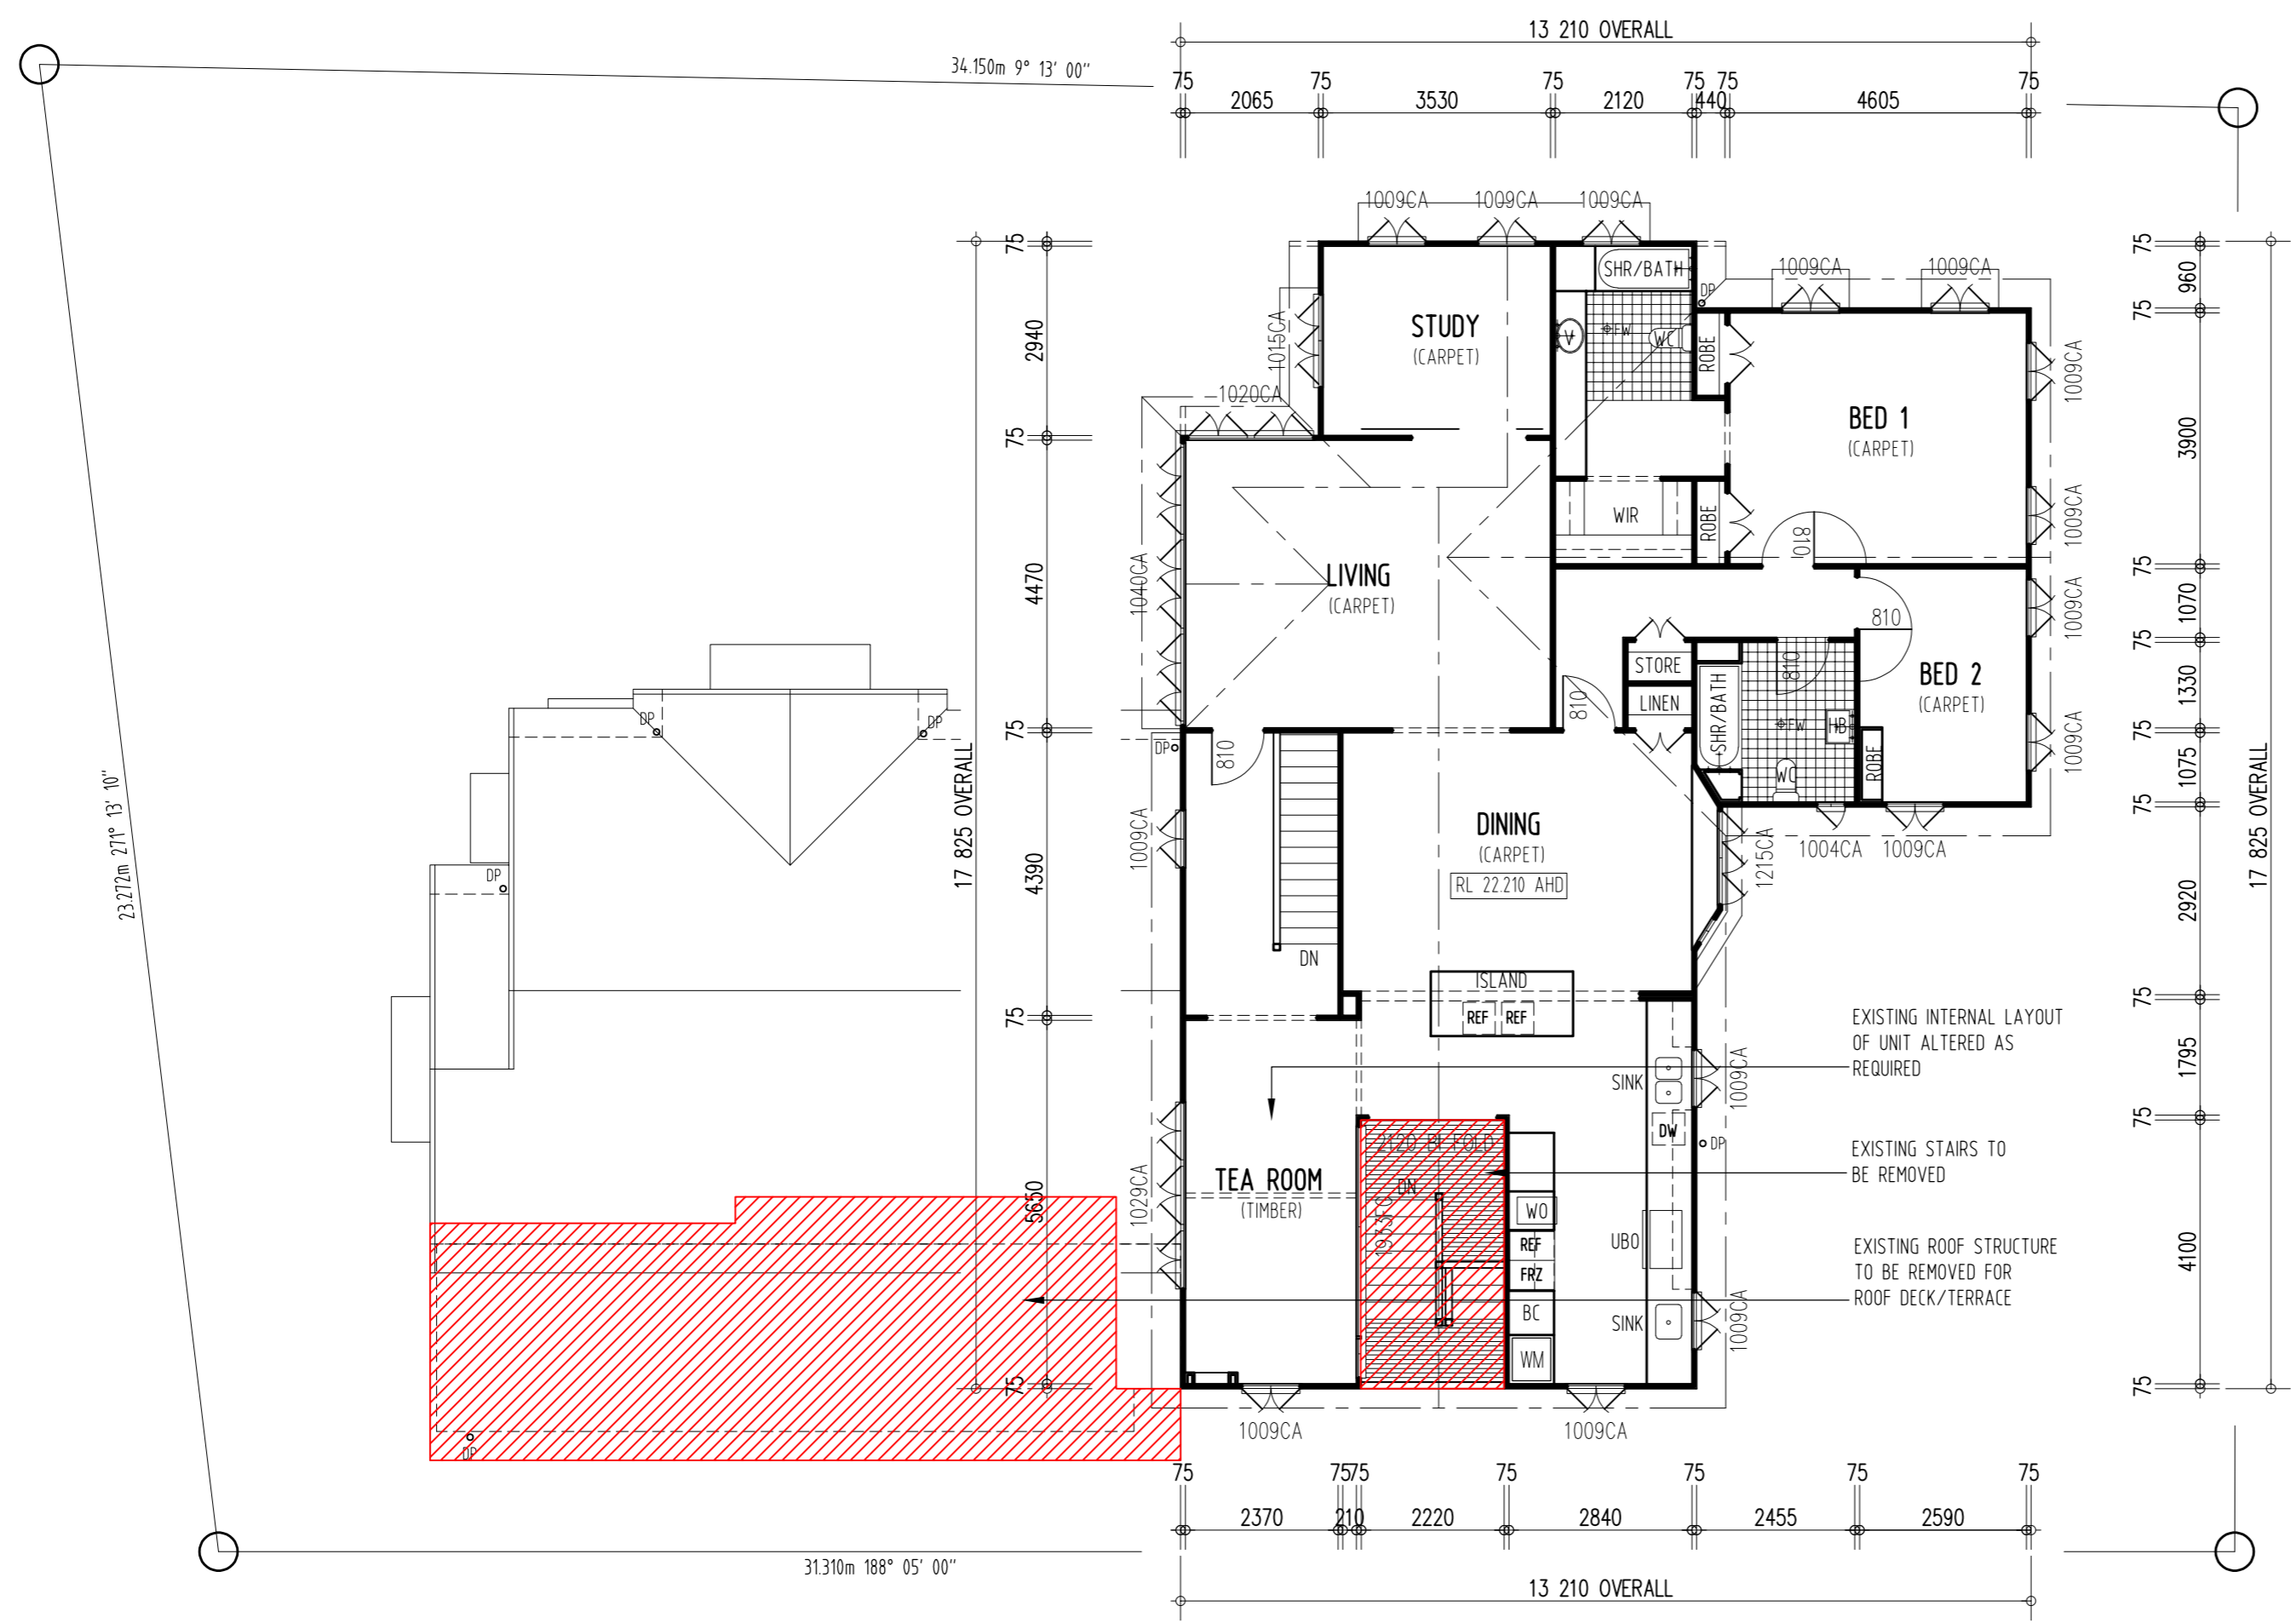 13 210 OVERALL
34.150m 9° 13' 00"
75 75 75 75 75 75
2065 3530 2120 440 4605
1009CA 1009CA 1009CA
SHR/BATH
1009CA 1009CA
DP
75
960
75
3900
75
1070
75
1330
75
1075
75
2920
75
1795
75
4100
75
17 825 OVERALL
75
2940
75
4470
75
4390
75
5650
75
17 825 OVERALL
1015CA
STUDY
(CARPET)
V
FW
WC
ROBE
1009CA
1020CA
BED 1
(CARPET)
WIR
ROBE
1009CA
810
LIVING
(CARPET)
1040CA
1009CA
810
STORE
810
BED 2
(CARPET)
LINEN
810
SHR/BATH
FW
HB
1009CA
DP
DP
DP
810
WC
ROBE
23.272m 271° 13' 10"
1009CA
DINING
(CARPET)
RL 22.210 AHD
1215CA
1004CA 1009CA
DP
DN
ISLAND
REF REF
EXISTING INTERNAL LAYOUT
OF UNIT ALTERED AS
REQUIRED
SINK
1009CA
DW
DP
2120 BI FOLD
EXISTING STAIRS TO
BE REMOVED
TEA ROOM
(TIMBER)
1029CA
DN
1933FG
WO
REF
FRZ
BC
WM
UBO
SINK
1009CA
EXISTING ROOF STRUCTURE
TO BE REMOVED FOR
ROOF DECK/TERRACE
1009CA 1009CA
DP
75 75 75 75 75 75 75
2370 210 2220 2840 2455 2590
31.310m 188° 05' 00"
13 210 OVERALL